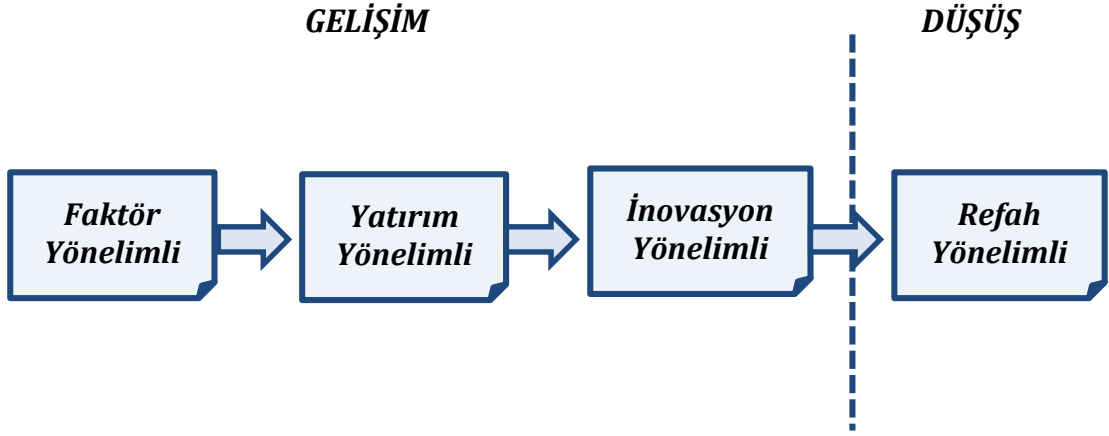 GELİŞİM
DÜŞÜŞ
Faktör
Yönelimli
Yatırım
Yönelimli
İnovasyon
Yönelimli
Refah
Yönelimli